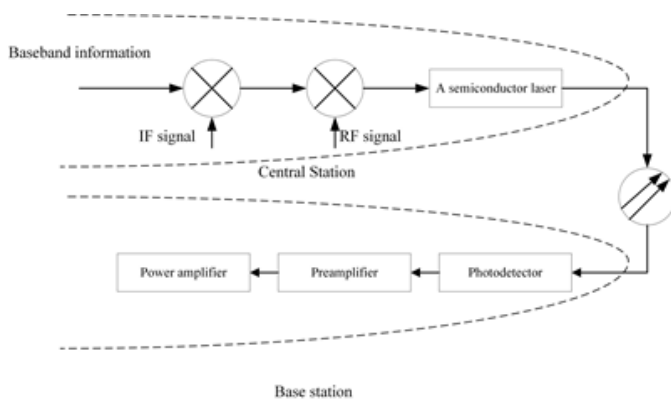 Baseband information
A semiconductor laser
IF signal
RF signal
Central Station
Power amplifier
Preamplifier
Photodetector
Base station